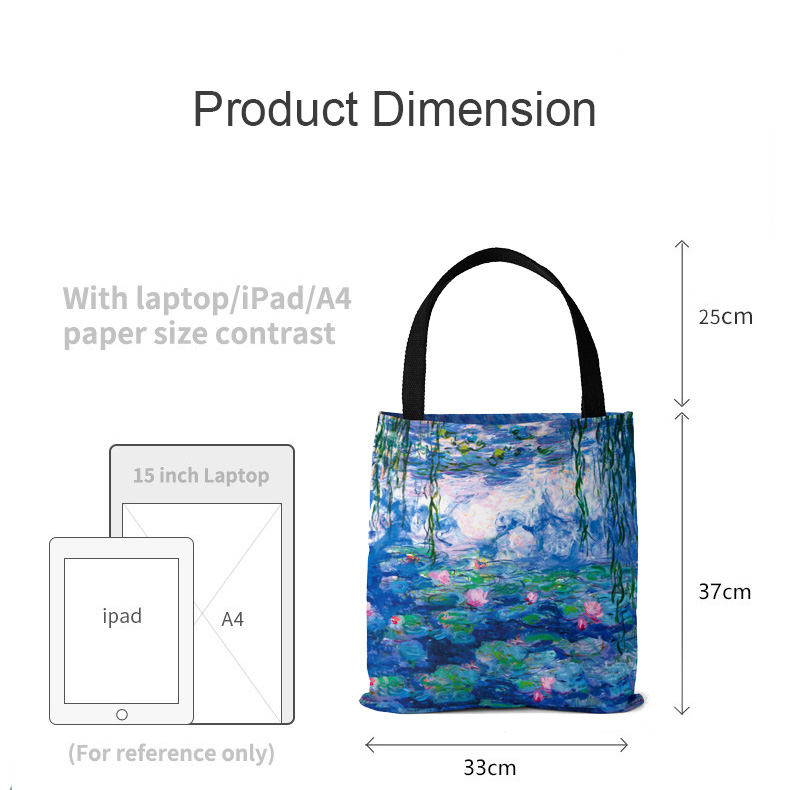 Product Dimension
With laptop/iPad/A4
paper size contrast
25cm
15 inch Laptop
ipad
A4
37cm
(For reference only)
33cm